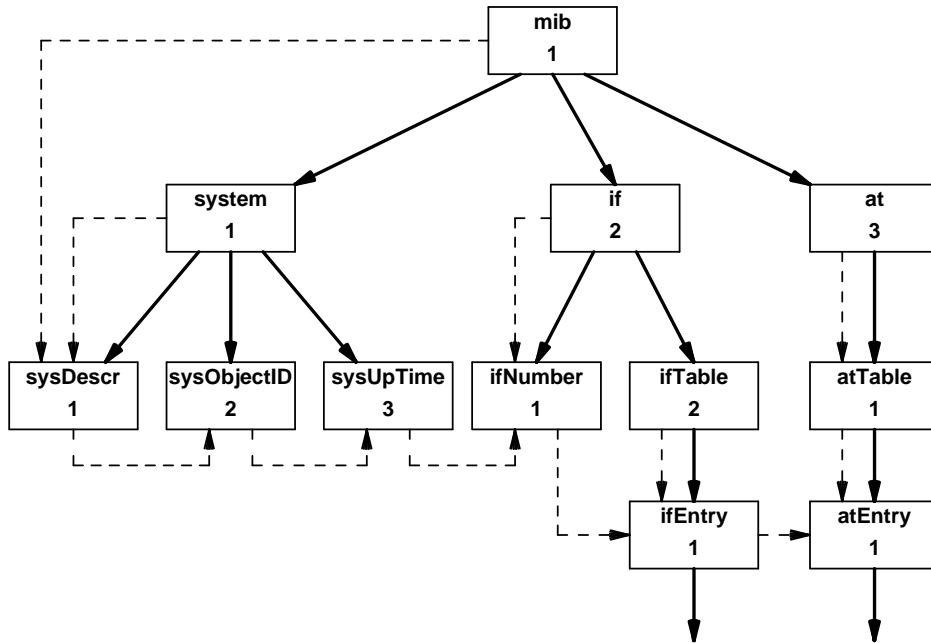 mib
1
system
1
if
2
at
3
sysDescr
1
sysObjectID
2
sysUpTime
3
ifNumber
1
ifTable
2
atTable
1
ifEntry
1
atEntry
1